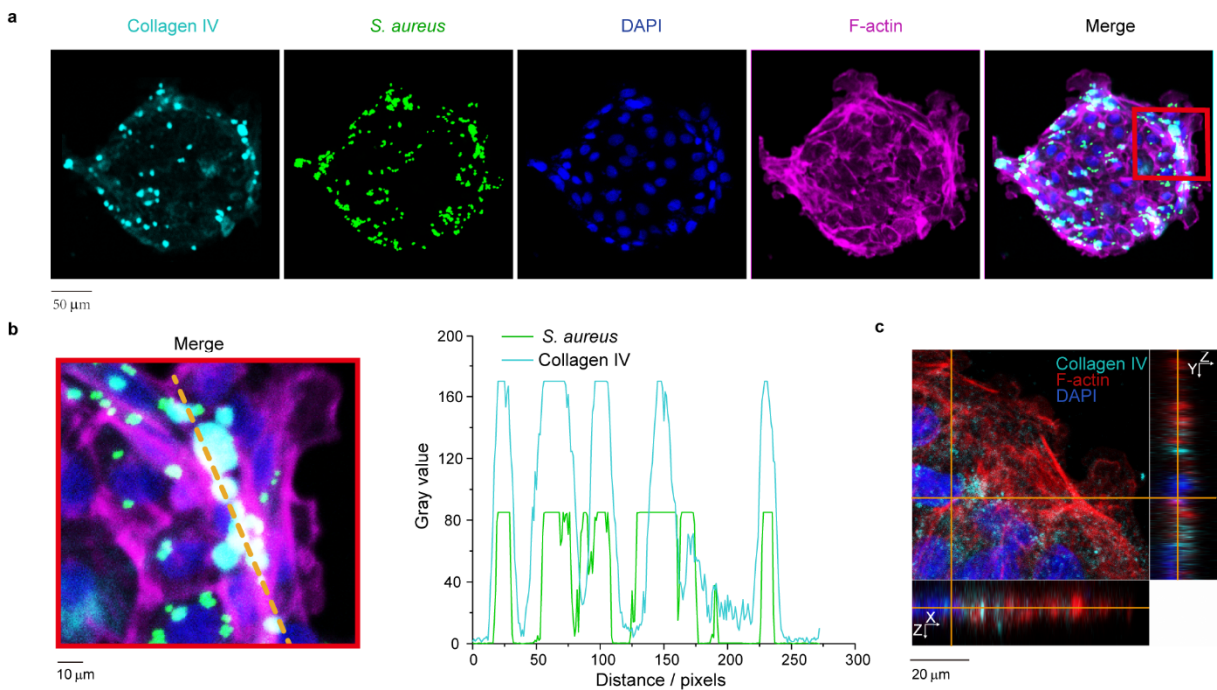 a
Collagen IV
S. aureus
DAPI
F-actin
Merge
50 μm
b
Merge
10 μm
S. aureus
Collagen IV
Gray value
200
160
120
80
40
0
0
50
100
150
200
250
300
Distance / pixels
c
Collagen IV
F-actin
DAPI
Z
Y
X
Z
20 μm